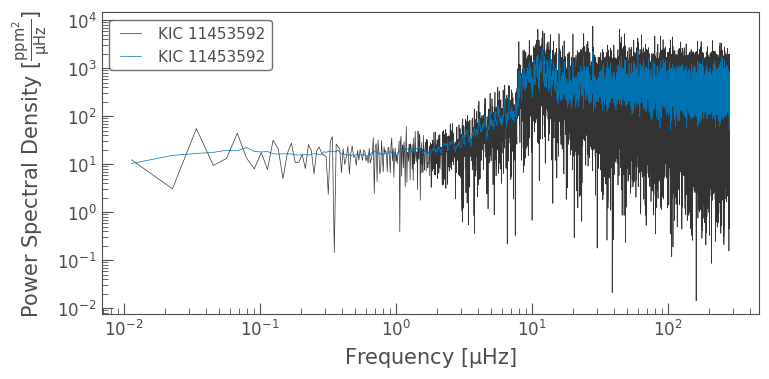 KIC 11453592
KIC 11453592
Power Spectral Density [ppm²/μHz]
10⁴
10³
10²
10¹
10⁰
10⁻¹
10⁻²
10⁻² 10⁻¹ 10⁰ 10¹ 10²
Frequency [μHz]